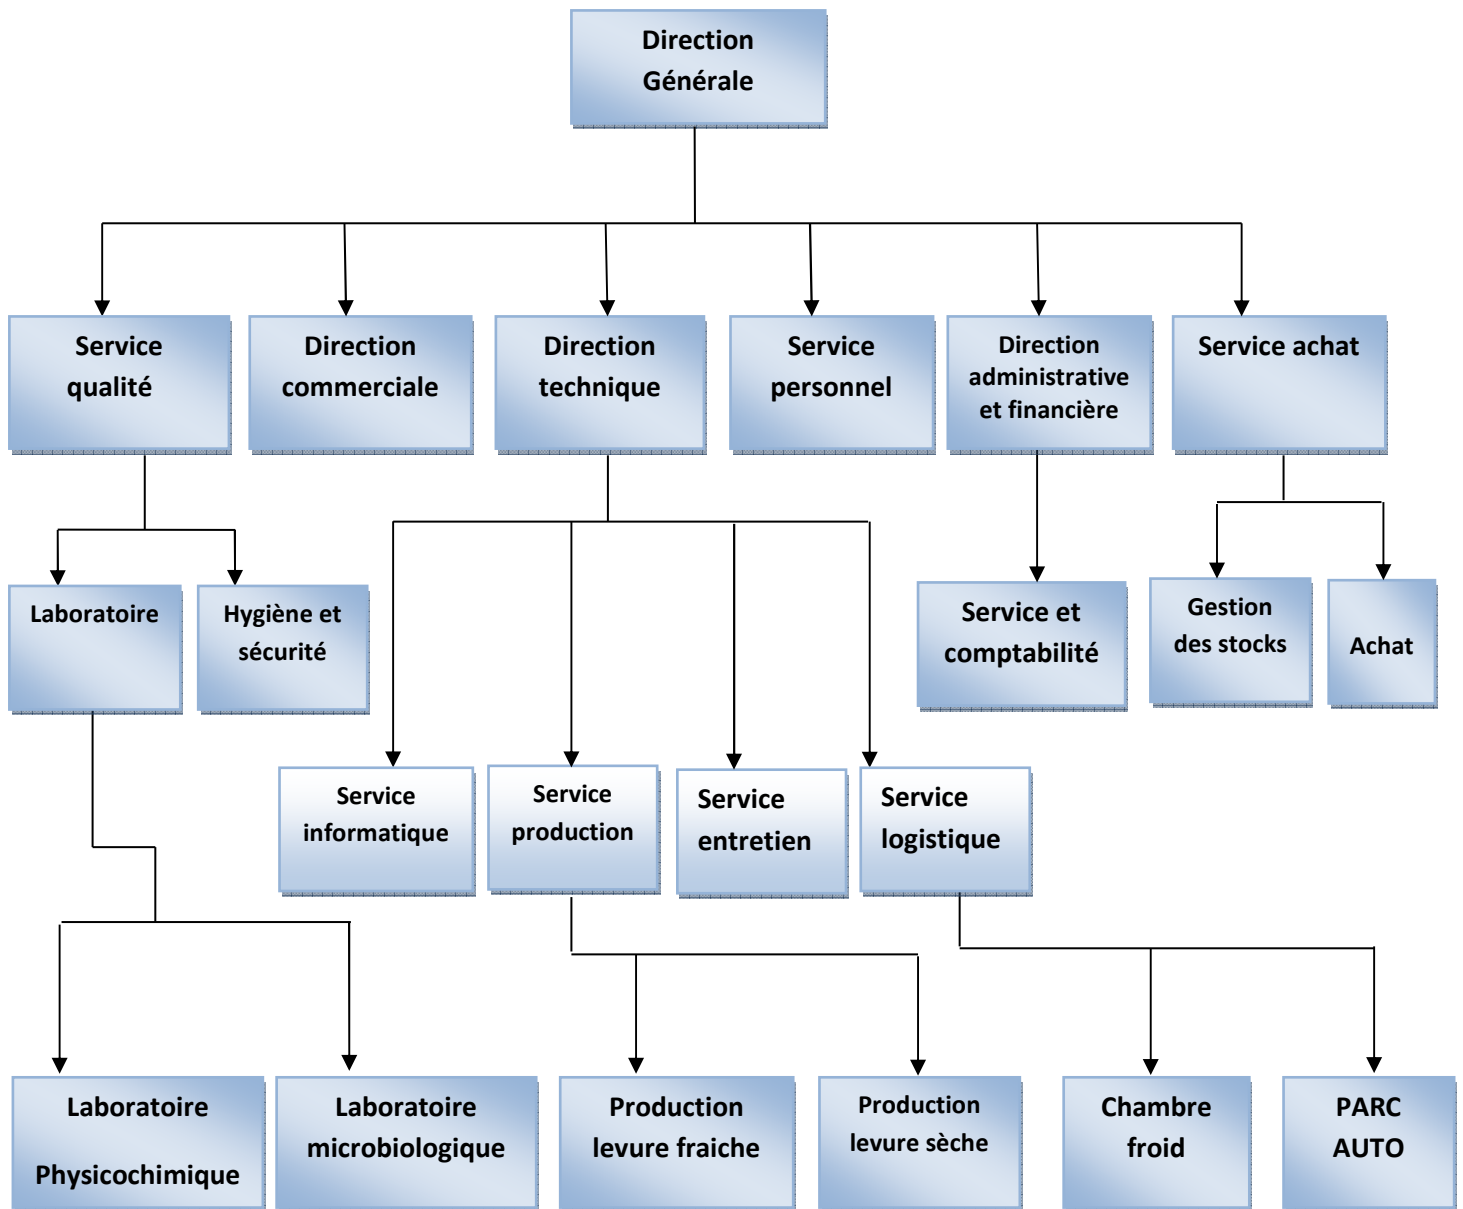 Direction
Générale
Service
qualité
Direction
commerciale
Direction
technique
Service
personnel
Direction
administrative
et financière
Service achat
Laboratoire
Hygiène et
sécurité
Service et
comptabilité
Gestion
des stocks
Achat
Service
informatique
Service
production
Service
entretien
Service
logistique
Laboratoire
Physicochimique
Laboratoire
microbiologique
Production
levure fraiche
Production
levure sèche
Chambre
froid
PARC
AUTO